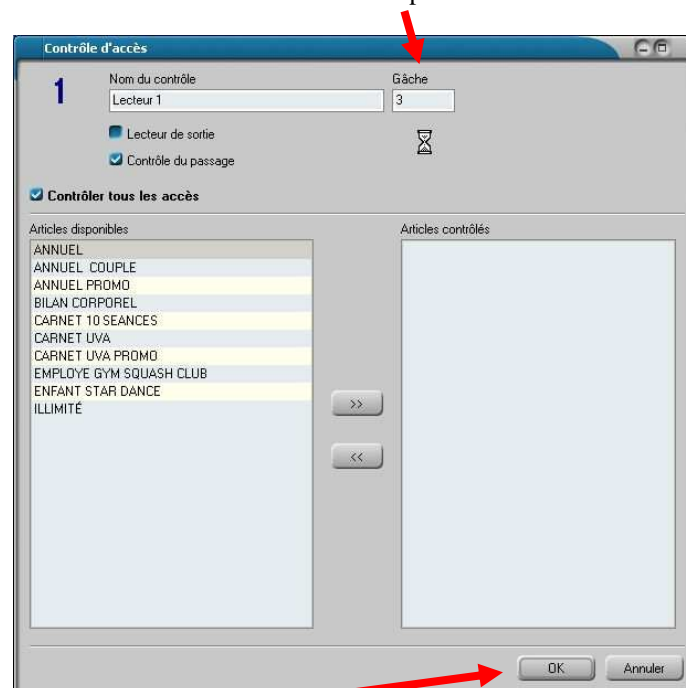 Contrôle d'accès
1
Nom du contrôle
Gâche
Lecteur 1
3
Lecteur de sortie
Contrôle du passage
Contrôler tous les accès
Articles disponibles
Articles contrôlés
ANNUEL
ANNUEL COUPLE
ANNUEL PROMO
BILAN CORPOREL
CARNET 10 SEANCES
CARNET UVA
CARNET UVA PROMO
EMPLOYE GYM SQUASH CLUB
ENFANT STAR DANCE
ILLIMITÉ
>>
<<
OK
Annuler